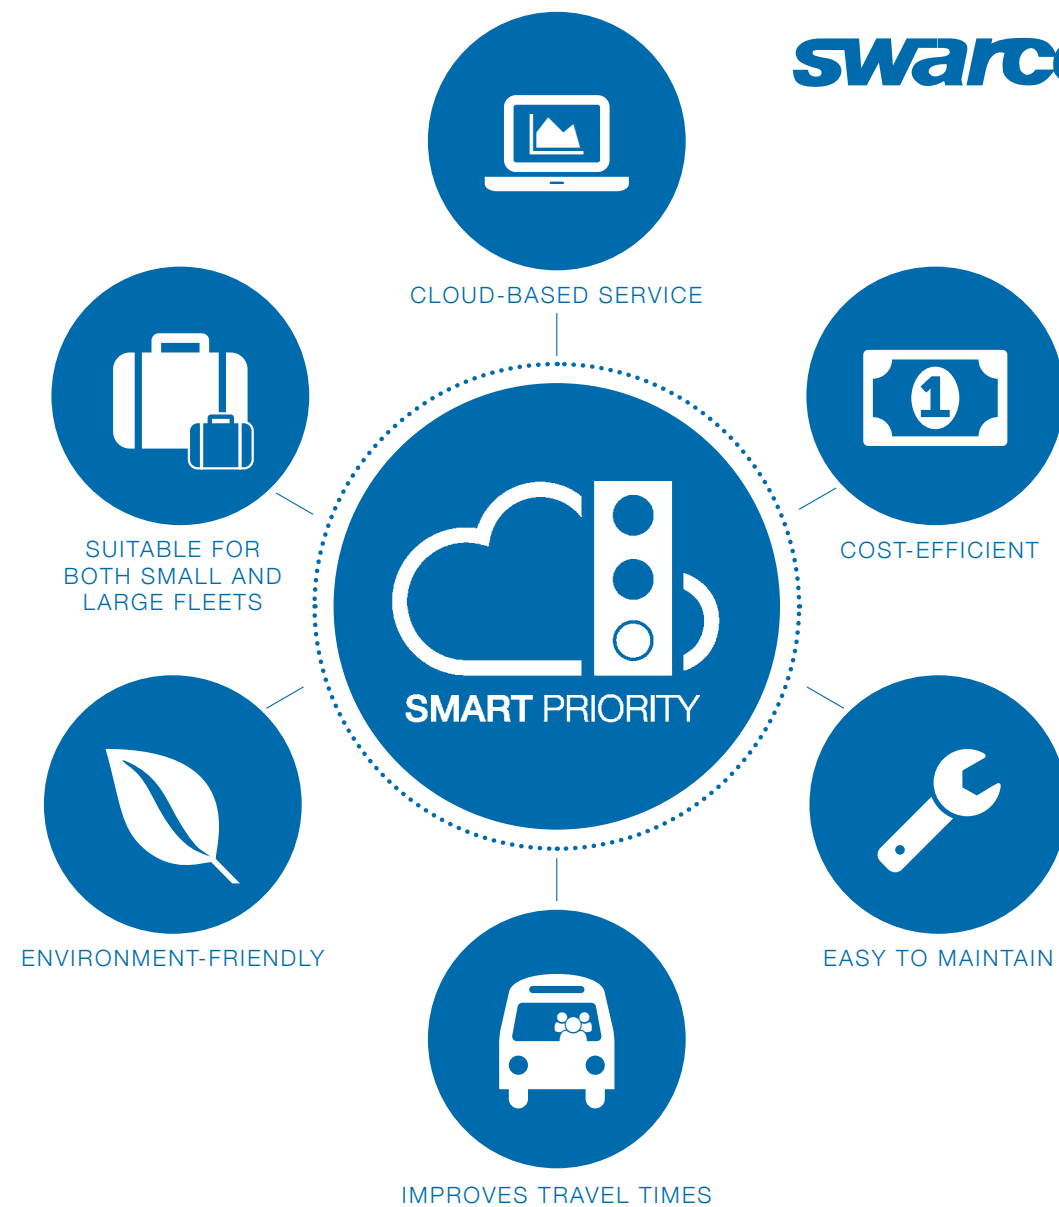 swarco
CLOUD-BASED SERVICE
1
SUITABLE FOR
BOTH SMALL AND
LARGE FLEETS
COST-EFFICIENT
SMART PRIORITY
ENVIRONMENT-FRIENDLY
EASY TO MAINTAIN
IMPROVES TRAVEL TIMES